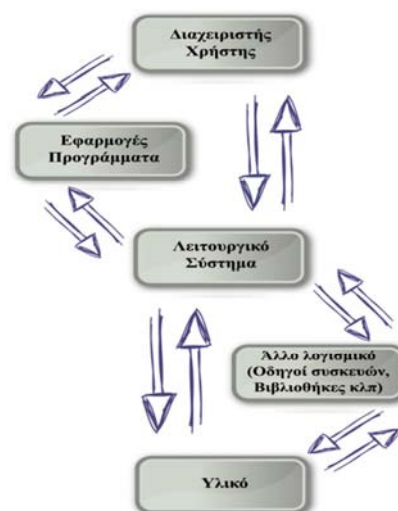 Διαχειριστής
Χρήστης
Εφαρμογές
Προγράμματα
Λειτουργικό
Σύστημα
Άλλο λογισμικό
(Οδηγοί συσκευών,
Βιβλιοθήκες κλπ)
Υλικό